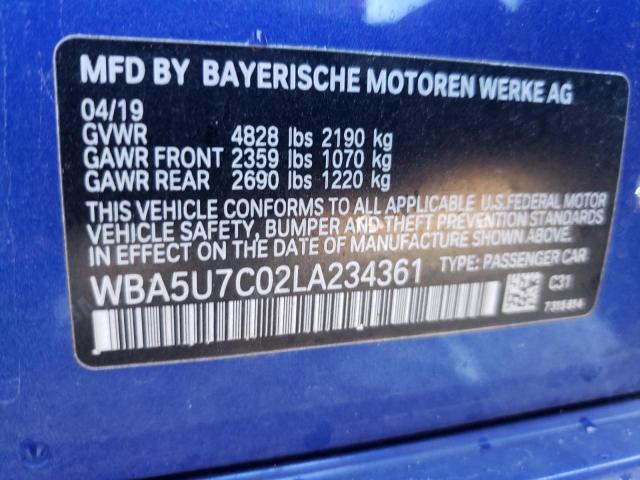 MFD BY BAYERISCHE MOTOREN WERKE AG
04/19
GVWR 4828 lbs 2190 kg
GAWR FRONT 2359 lbs 1070 kg
GAWR REAR 2690 lbs 1220 kg
THIS VEHICLE CONFORMS TO ALL APPLICABLE U.S.FEDERAL MOTOR
VEHICLE SAFETY, BUMPER AND THEFT PREVENTION STANDARDS
IN EFFECT ON THE DATE OF MANUFACTURE SHOWN ABOVE.
WBA5U7C02LA234361 TYPE: PASSENGER CAR
C31